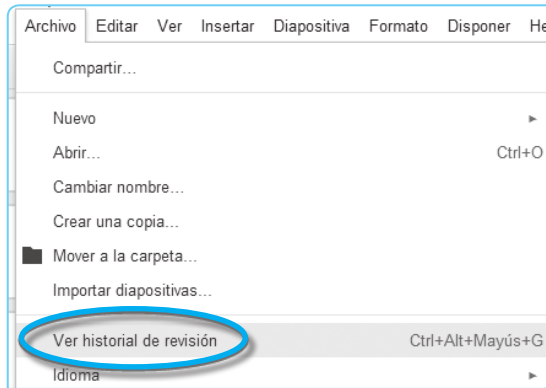 Archivo Editar Ver Insertar Diapositiva Formato Disponer He
Compartir...
Nuevo
Abrir... Ctrl+O
Cambiar nombre...
Crear una copia...
Mover a la carpeta...
Importar diapositivas...
Ver historial de revisión Ctrl+Alt+Mayús+G
Idioma